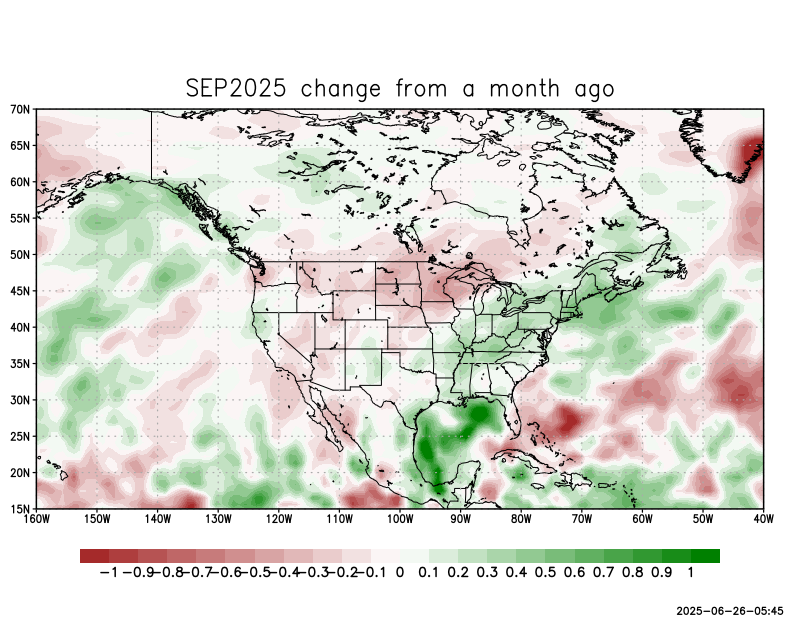 SEP2025 change from a month ago
70N
65N
60N
55N
50N
45N
40N
35N
30N
25N
20N
15N
160W 150W 140W 130W 120W 110W 100W 90W 80W 70W 60W 50W 40W
-1 -0.9 -0.8 -0.7 -0.6 -0.5 -0.4 -0.3 -0.2 -0.1 0 0.1 0.2 0.3 0.4 0.5 0.6 0.7 0.8 0.9 1
2025-06-26-05:45